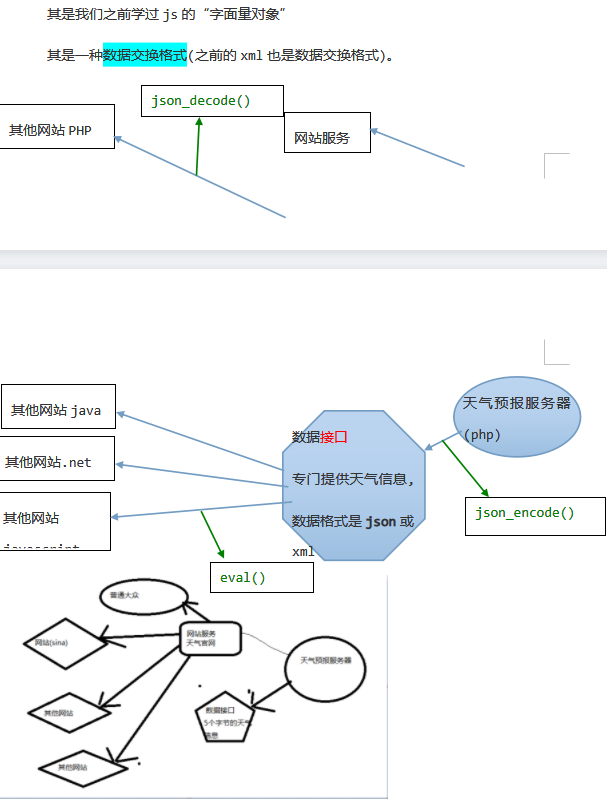 其是我们之前学过 js 的“字面量对象”
其是一种数据交换格式(之前的 xml 也是数据交换格式)。
json_decode()
其他网站 PHP
网站服务
天气预报服务器
(php)
其他网站 java
数据接口
其他网站.net
专门提供天气信息,
json_encode()
其他网站
数据格式是 json 或
xml
eval()
普通大众
网站服务
天气官网
网站(sina)
天气预报服务器
其他网站
数据接口
5个字节的天气
信息
其他网站